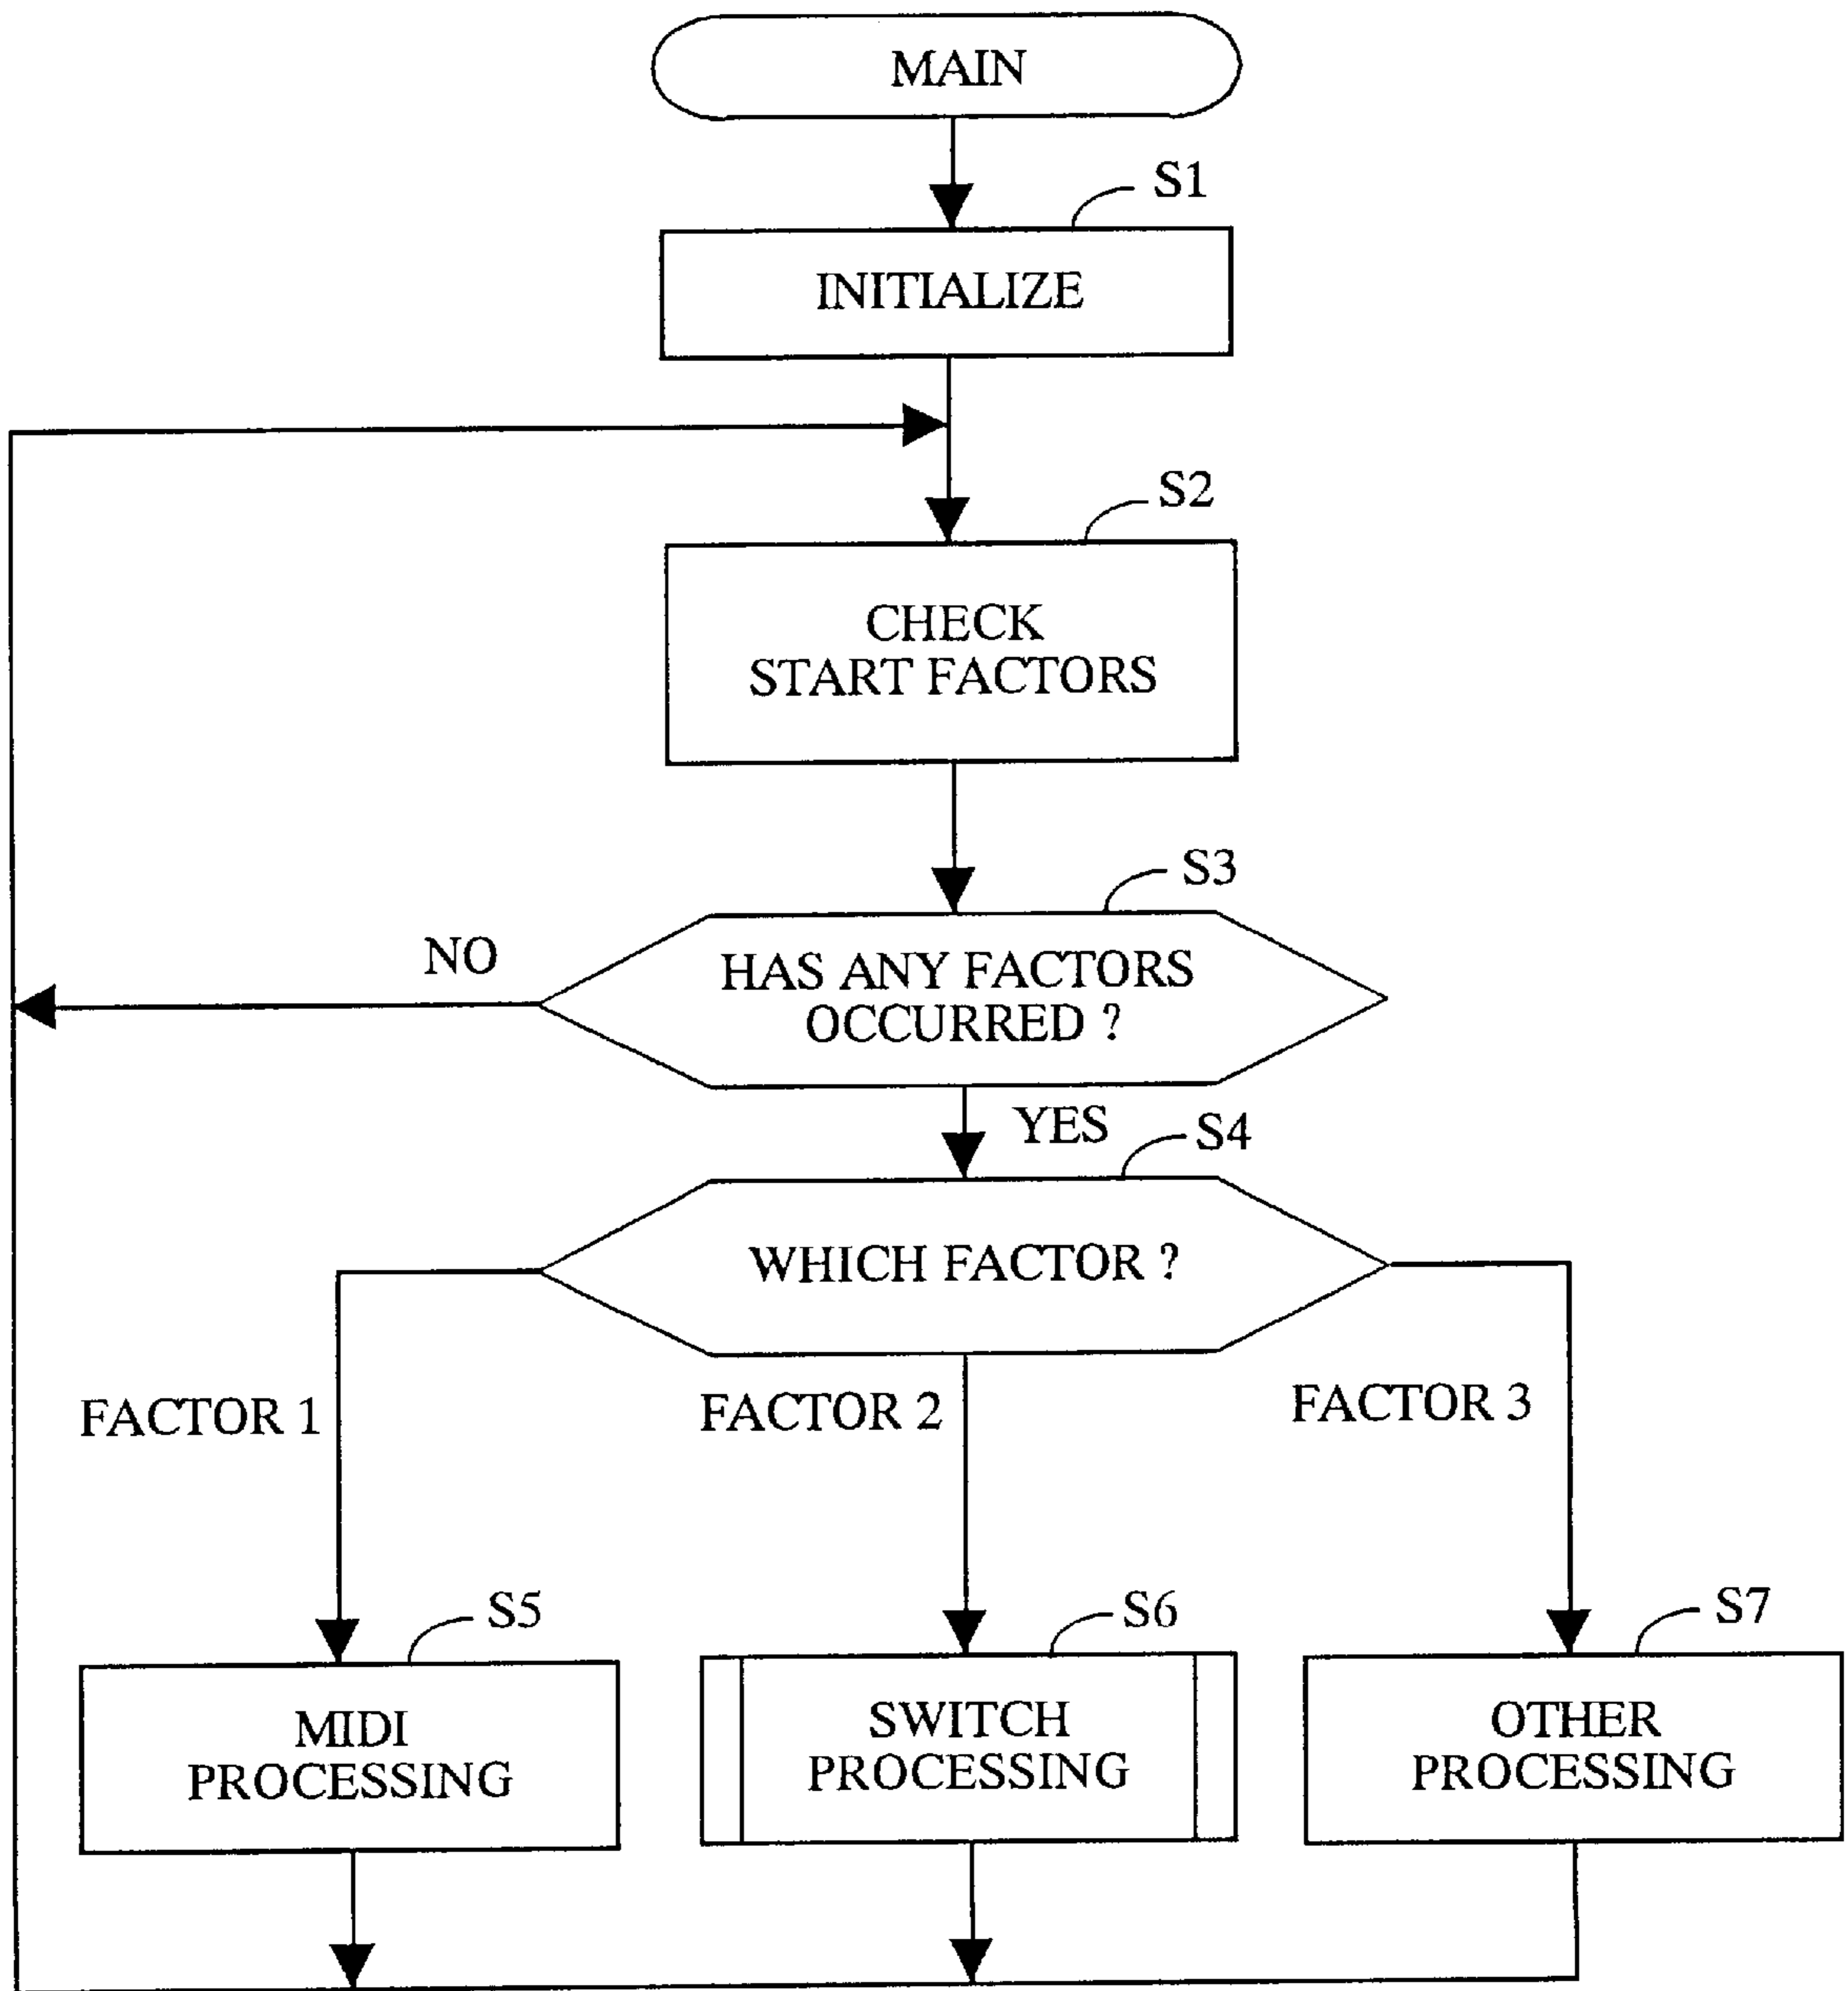 MAIN
S1
INITIALIZE
S2
CHECK
START FACTORS
S3
NO
HAS ANY FACTORS
OCCURRED ?
YES
S4
WHICH FACTOR ?
FACTOR 1
FACTOR 2
FACTOR 3
S5
S6
S7
MIDI
PROCESSING
SWITCH
PROCESSING
OTHER
PROCESSING